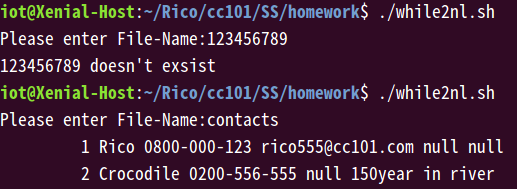 iot@Xenial-Host:~/Rico/cc101/SS/homework$ ./while2nl.sh
Please enter File-Name:123456789
123456789 doesn't exsist
iot@Xenial-Host:~/Rico/cc101/SS/homework$ ./while2nl.sh
Please enter File-Name:contacts
1 Rico 0800-000-123 rico555@cc101.com null null
2 Crocodile 0200-556-555 null 150year in river